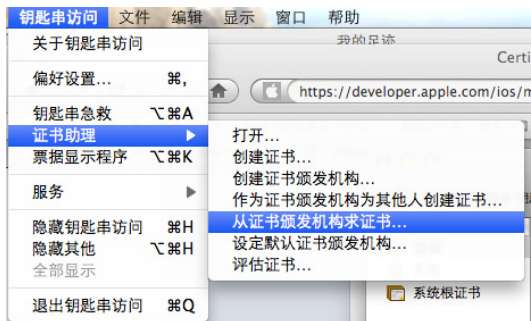 钥匙串访问 文件 编辑 显示 窗口 帮助
我的足迹
关于钥匙串访问
Certi
偏好设置... ⌘,
https://developer.apple.com/ios/m
钥匙串急救 ⌥⌘A
证书助理 ▶
票据显示程序 ⌥⌘K
服务 ▶
隐藏钥匙串访问 ⌘H
隐藏其他 ⌥⌘H
全部显示
退出钥匙串访问 ⌘Q
打开...
创建证书...
创建证书颁发机构...
作为证书颁发机构为其他人创建证书...
从证书颁发机构求证书...
设定默认证书颁发机构...
评估证书...
系统根证书